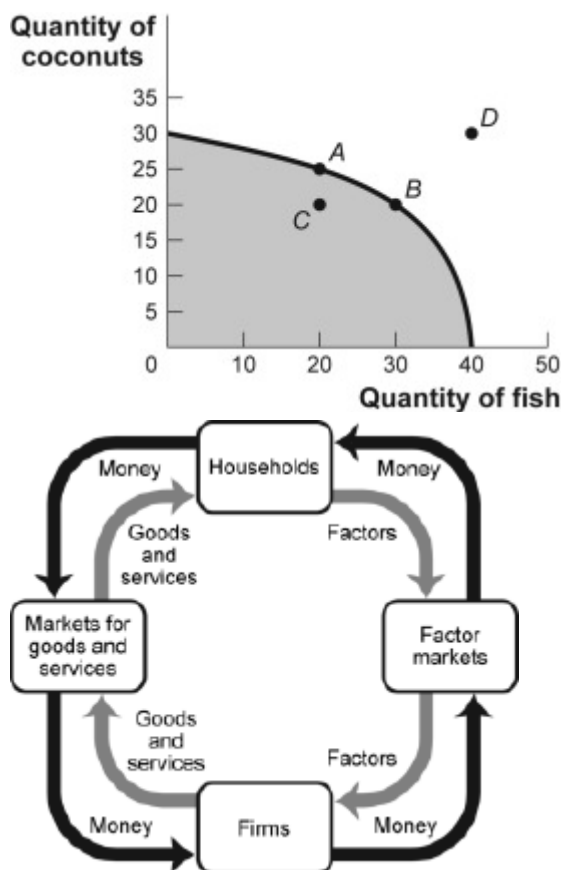 Quantity of
coconuts
35
30
25
20
15
10
5
0
A
B
C
D
10
20
30
40
50
Quantity of fish
Households
Money
Money
Goods
and
services
Factors
Markets for
goods and
services
Factor
markets
Goods
and
services
Factors
Money
Firms
Money